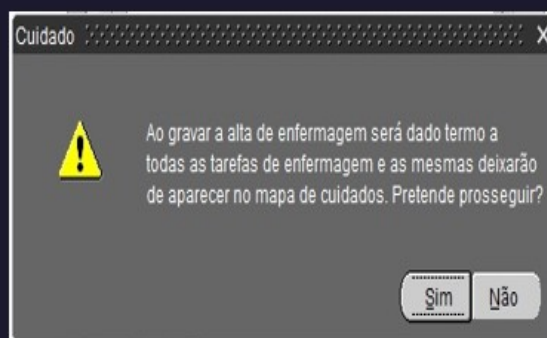 Cuidado
Ao gravar a alta de enfermagem será dado termo a
todas as tarefas de enfermagem e as mesmas deixarão
de aparecer no mapa de cuidados. Pretende prosseguir?
Sim Não